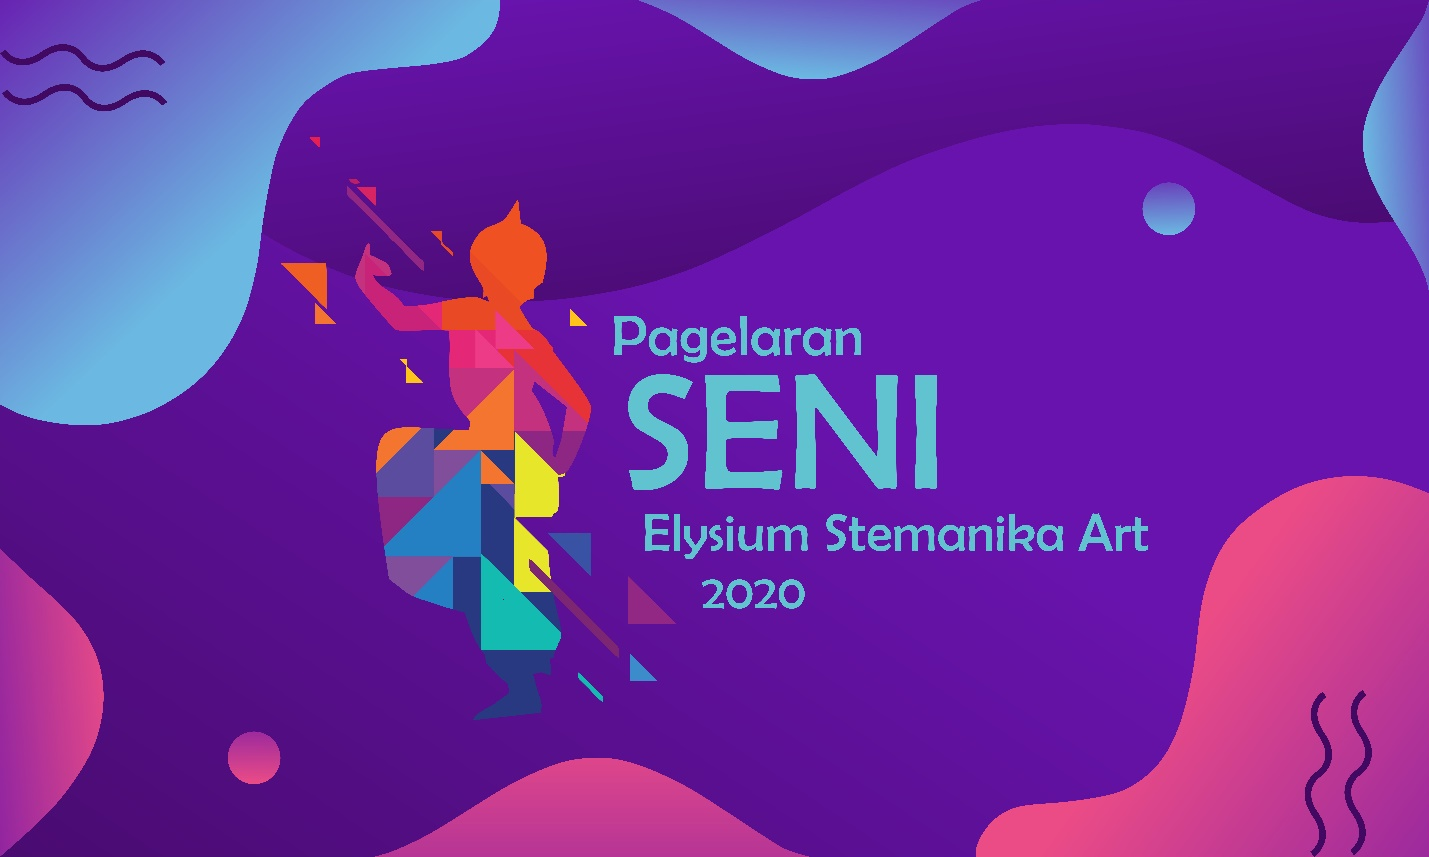 Pagelaran
SENI
Elysium Stemanika Art
2020